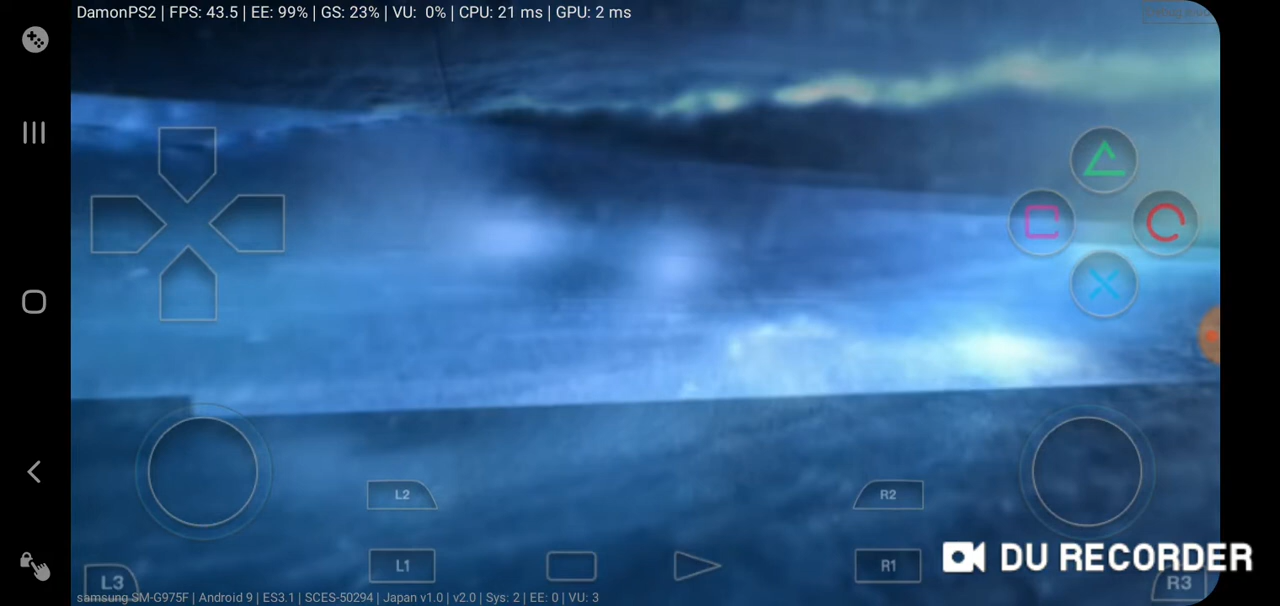 DamonPS2 | FPS: 43.5 | EE: 99% | GS: 23% | VU: 0% | CPU: 21 ms | GPU: 2 ms
L2
R2
L1
R1
DU RECORDER
L3
R3
samsung SM-G975F | Android 9 | ES3.1 | SCES-50294 | Japan v1.0 | v2.0 | Sys: 2 | EE: 0 | VU: 3